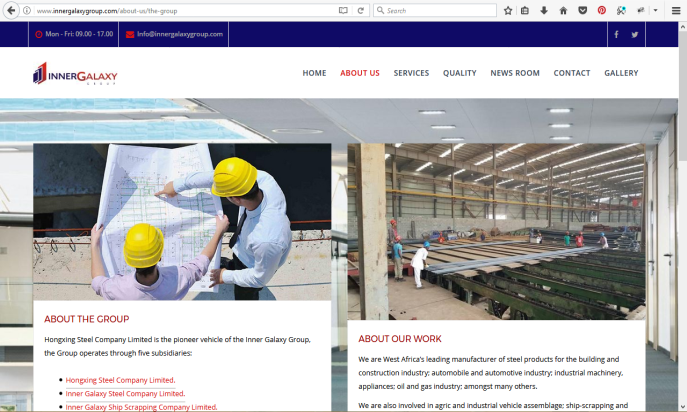 www.innergalaxygroup.com/about-us/the-group
Search
Mon - Fri: 09.00 - 17.00
Info@innergalaxygroup.com
INNERGALAXY
GROUP
HOME ABOUT US SERVICES QUALITY NEWS ROOM CONTACT GALLERY
ABOUT THE GROUP
Hongxing Steel Company Limited is the pioneer vehicle of the Inner Galaxy Group,
the Group operates through five subsidiaries:
Hongxing Steel Company Limited.
Inner Galaxy Steel Company Limited.
Inner Galaxy Ship Scrapping Company Limited.
ABOUT OUR WORK
We are West Africa's leading manufacturer of steel products for the building and
construction industry; automobile and automotive industry; industrial machinery,
appliances; oil and gas industry; amongst many others.
We are also involved in agric and industrial vehicle assemblage; ship-scrapping and